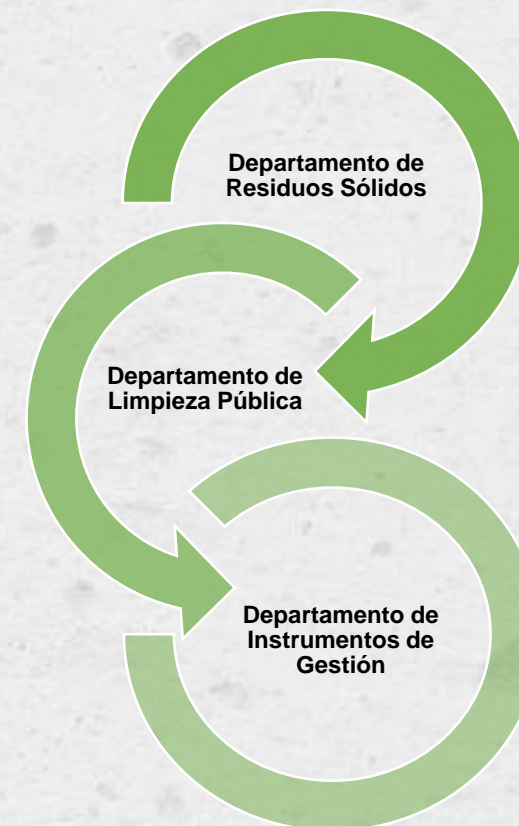 Departamento de
Residuos Sólidos
Departamento de
Limpieza Pública
Departamento de
Instrumentos de
Gestión